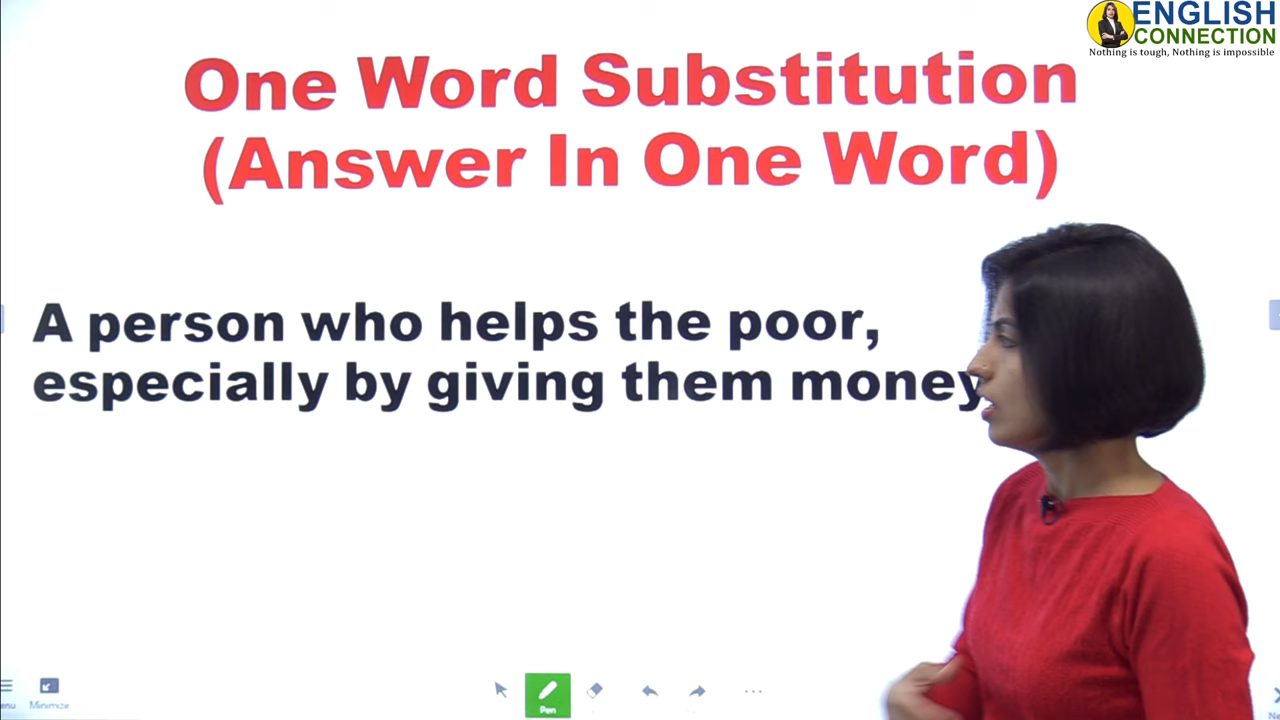 ENGLISH
CONNECTION
Nothing is tough, Nothing is impossible
One Word Substitution
(Answer In One Word)
A person who helps the poor,
especially by giving them money
Minimize
Pen